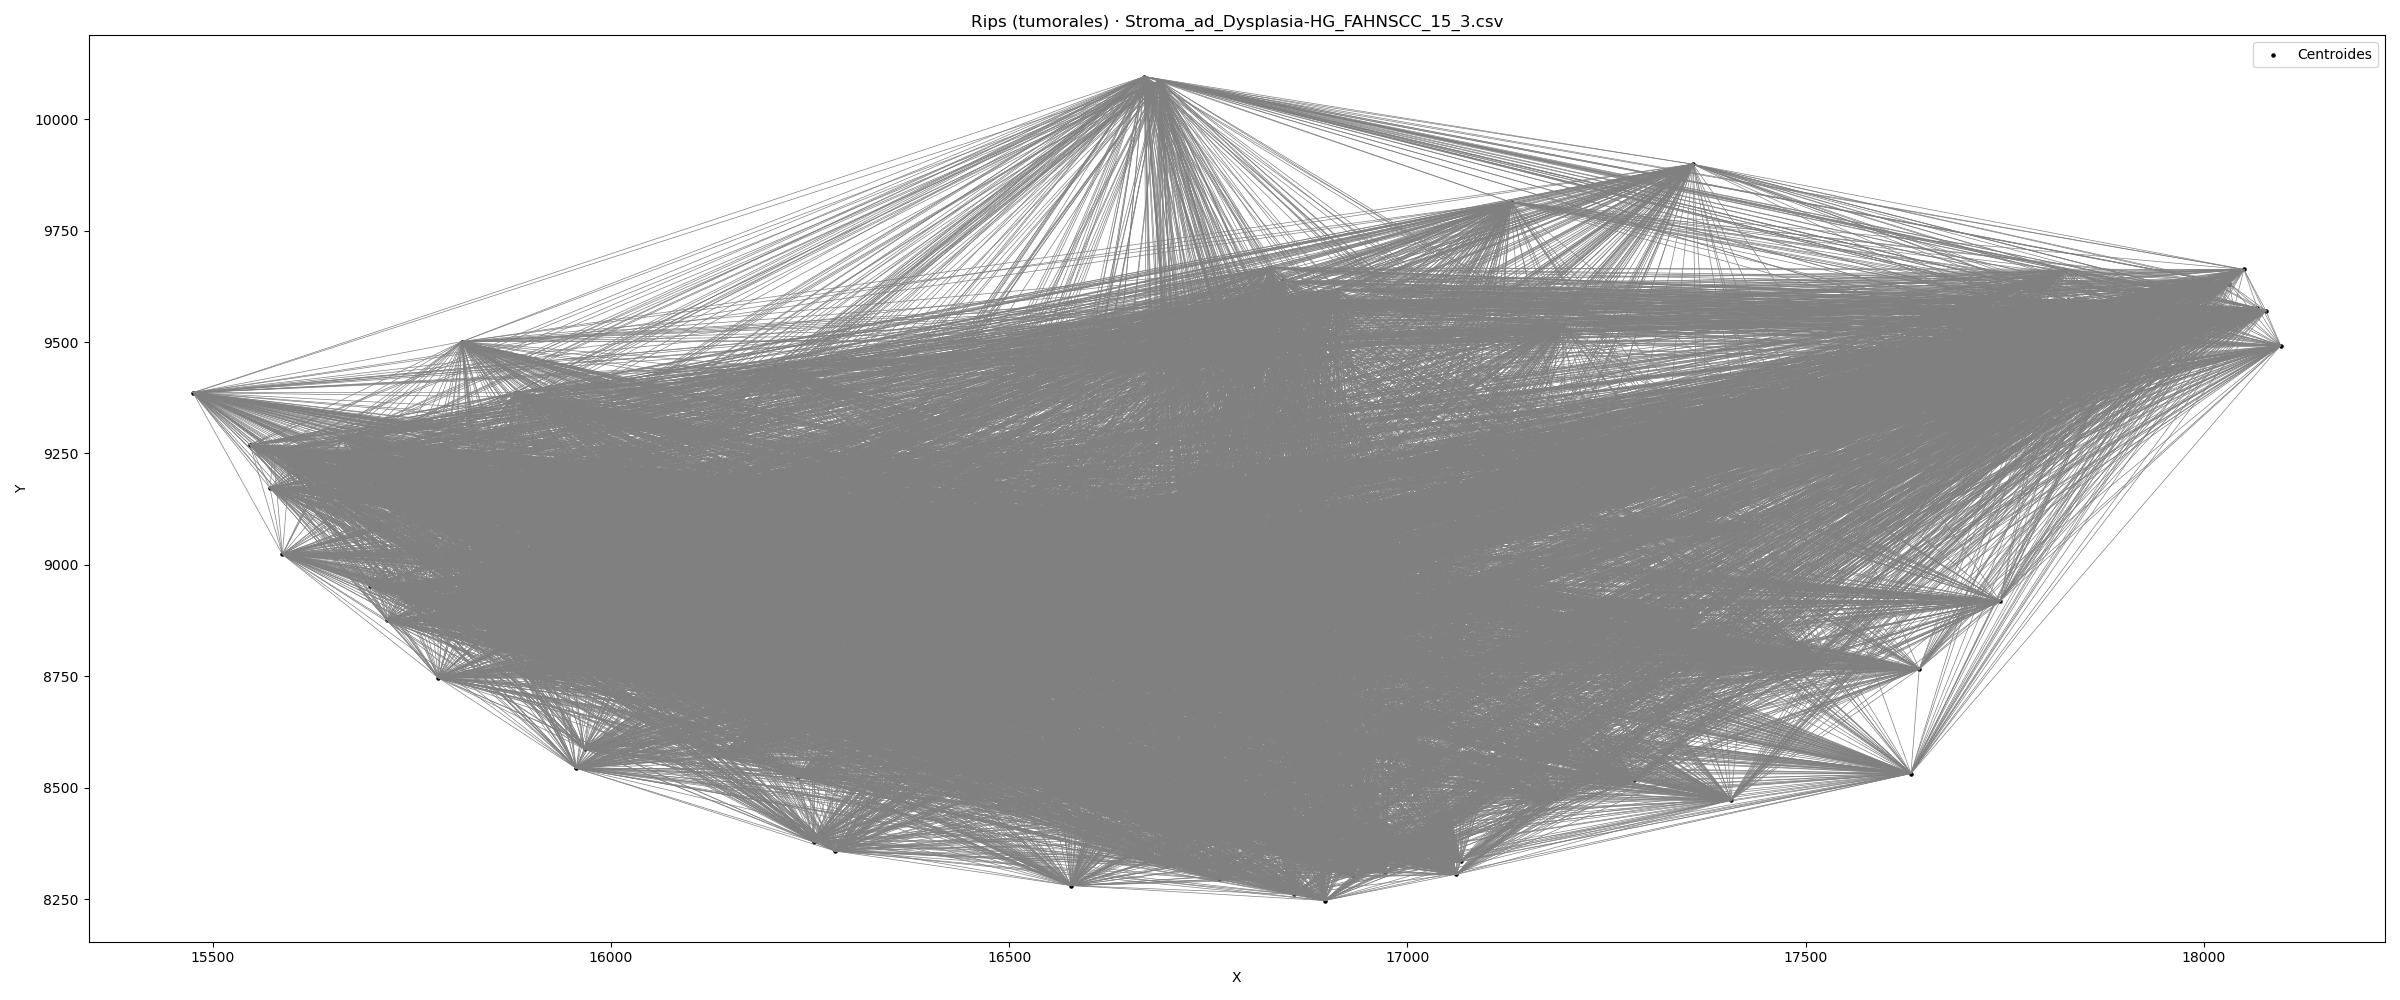 Rips (tumorales) · Stroma_ad_Dysplasia-HG_FAHNSCC_15_3.csv
Centroides
10000
9750
9500
9250
9000
8750
8500
8250
Y
15500 16000 16500 17000 17500 18000
X